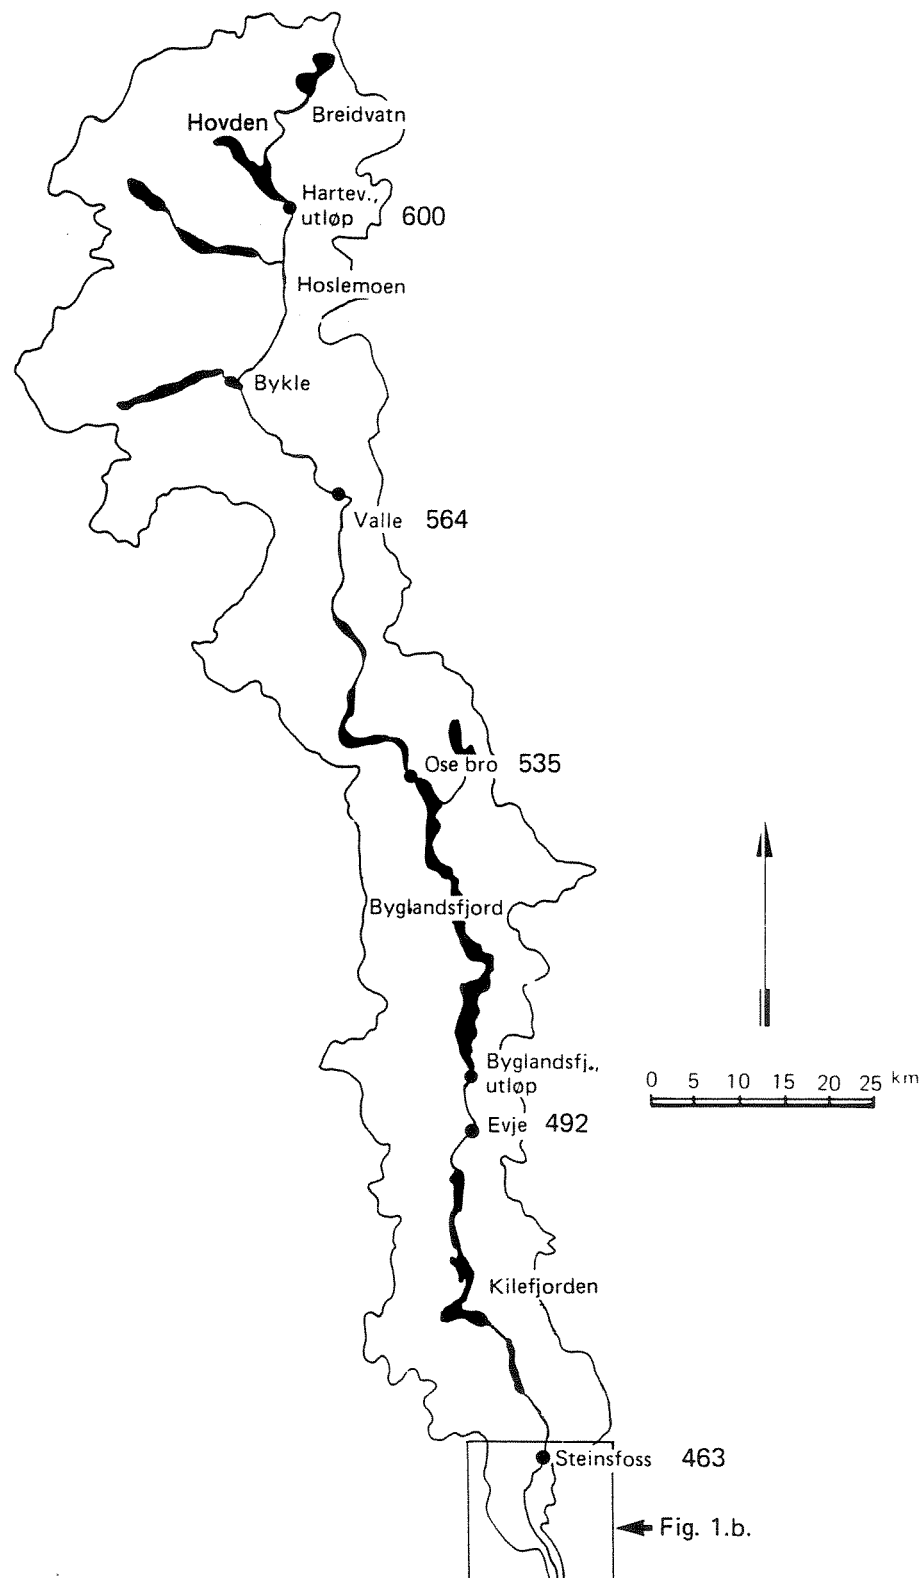 Breidvatn
Hovden
Hartev.,
utløp 600
Hoslemoen
Bykle
Valle 564
Ose bro 535
Byglandsfjord
Byglandsfj.,
utløp
0 5 10 15 20 25 km
Evje 492
Kilefjorden
Steinsfoss 463
Fig. 1.b.